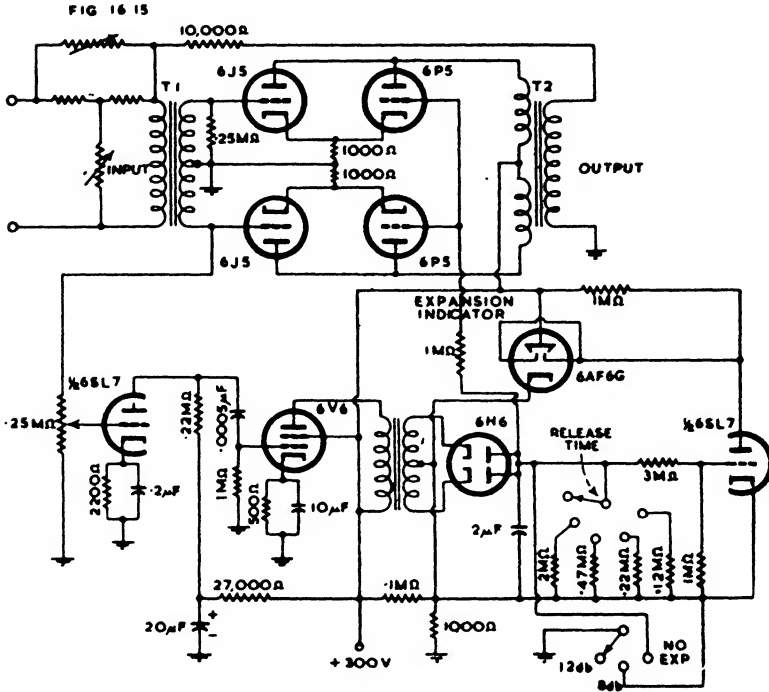 FIG 16 15
10,000Ω
T1
6J5
6P5
T2
.25MΩ
1000Ω
1000Ω
INPUT
OUTPUT
6J5
6P5
EXPANSION
INDICATOR
1MΩ
1MΩ
6AF6G
½6SL7
.25MΩ
.22MΩ
.0005μF
6V6
6H6
½6SL7
RELEASE
TIME
3MΩ
2200Ω
.2μF
1MΩ
500Ω
10μF
2μF
2MΩ
.47MΩ
.22MΩ
.12MΩ
1MΩ
27,000Ω
.1MΩ
20μF
+
-
1000Ω
+300V
12db
NO
EXP
8db